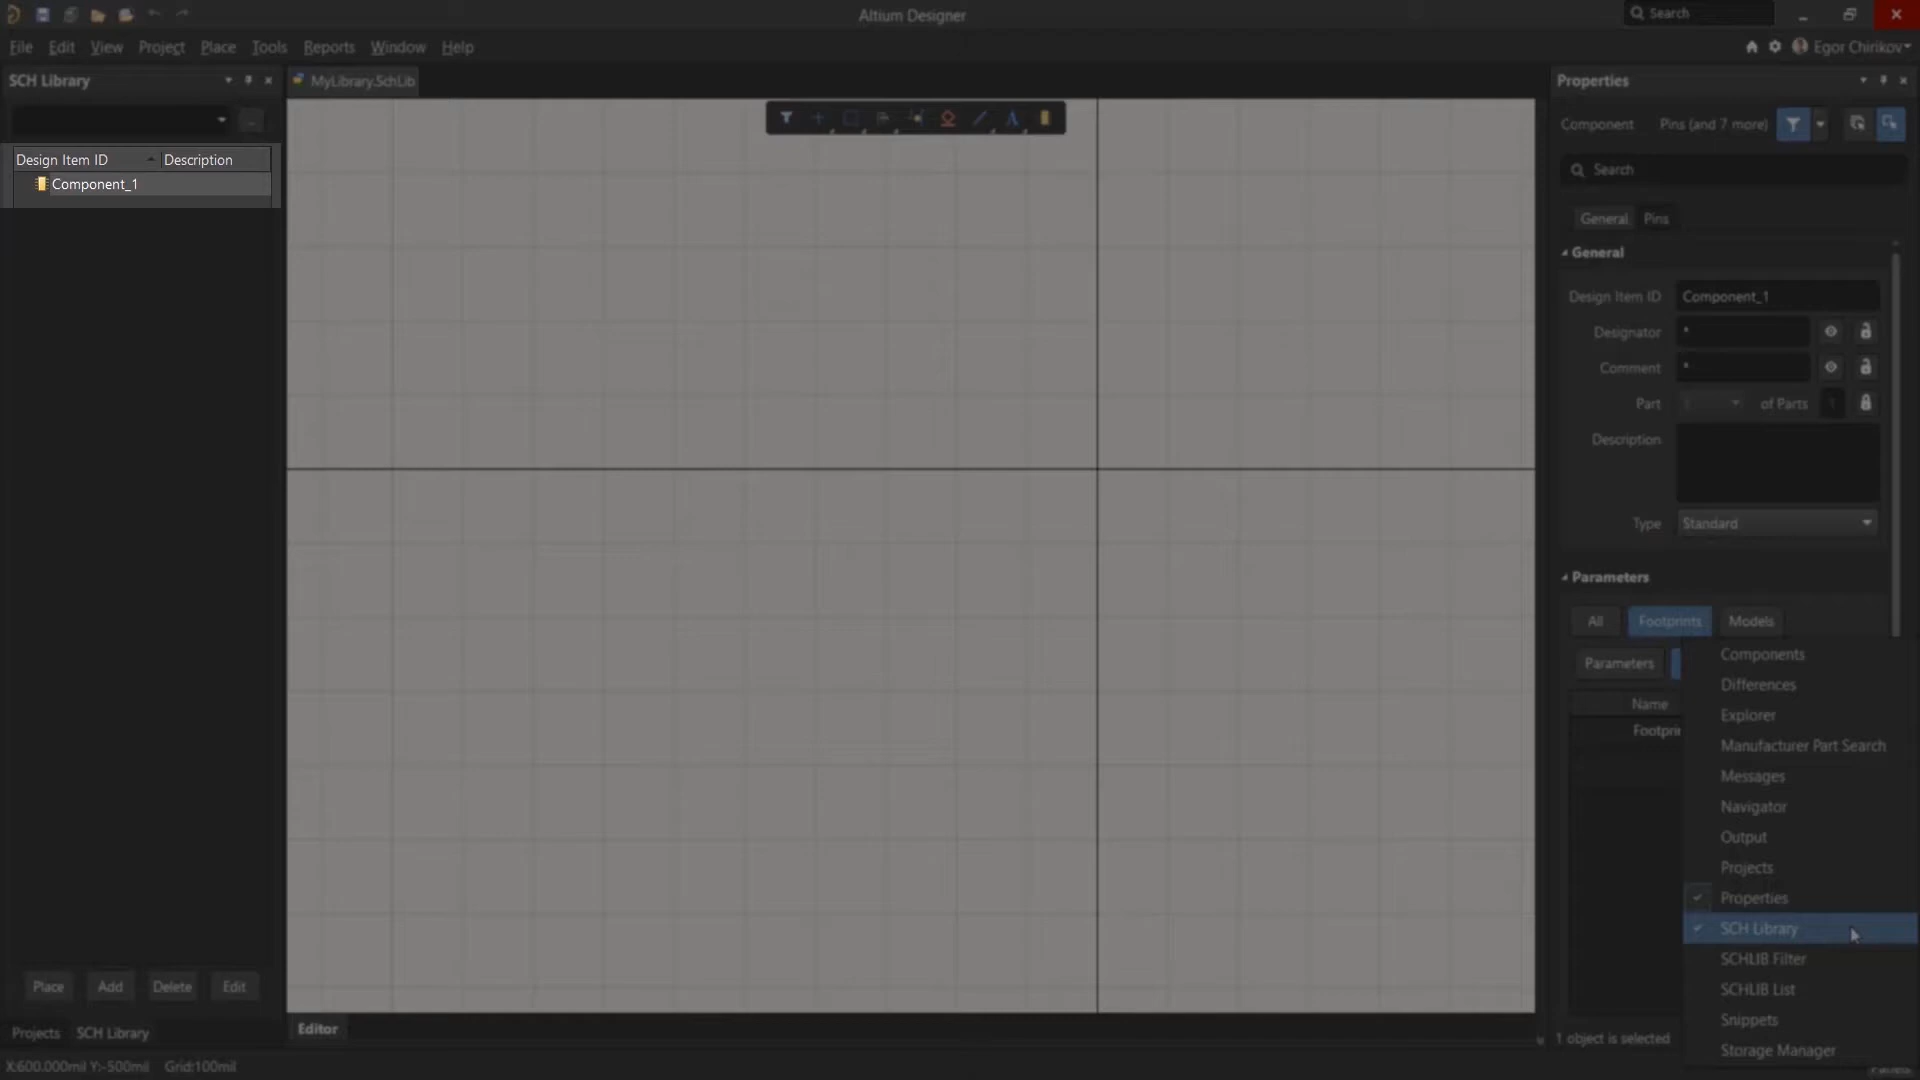 Altium Designer
Search
File Edit View Project Place Tools Reports Window Help
Egor Chirikov
SCH Library
MyLibrary.SchLib
Properties
Component Pins (and 7 more)
Search
Design Item ID Description
Component_1
General Pins
General
Design Item ID Component_1
Designator *
Comment *
Part of Parts
Description
Type Standard
Parameters
All Footprints Models
Parameters
Name
Footprin
Components
Differences
Explorer
Manufacturer Part Search
Messages
Navigator
Output
Projects
Properties
SCH Library
SCHLIB Filter
SCHLIB List
Snippets
Storage Manager
Place Add Delete Edit
Projects SCH Library
Editor
1 object is selected
X:600.000mil Y:-500mil Grid:100mil
Panels